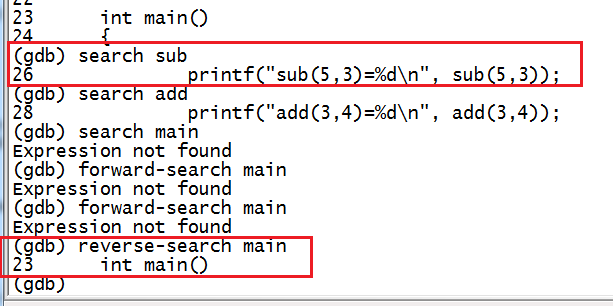 22
23 int main()
24 {
(gdb) search sub
26 printf("sub(5,3)=%d\n", sub(5,3));
(gdb) search add
28 printf("add(3,4)=%d\n", add(3,4));
(gdb) search main
Expression not found
(gdb) forward-search main
Expression not found
(gdb) forward-search main
Expression not found
(gdb) reverse-search main
23 int main()
(gdb)